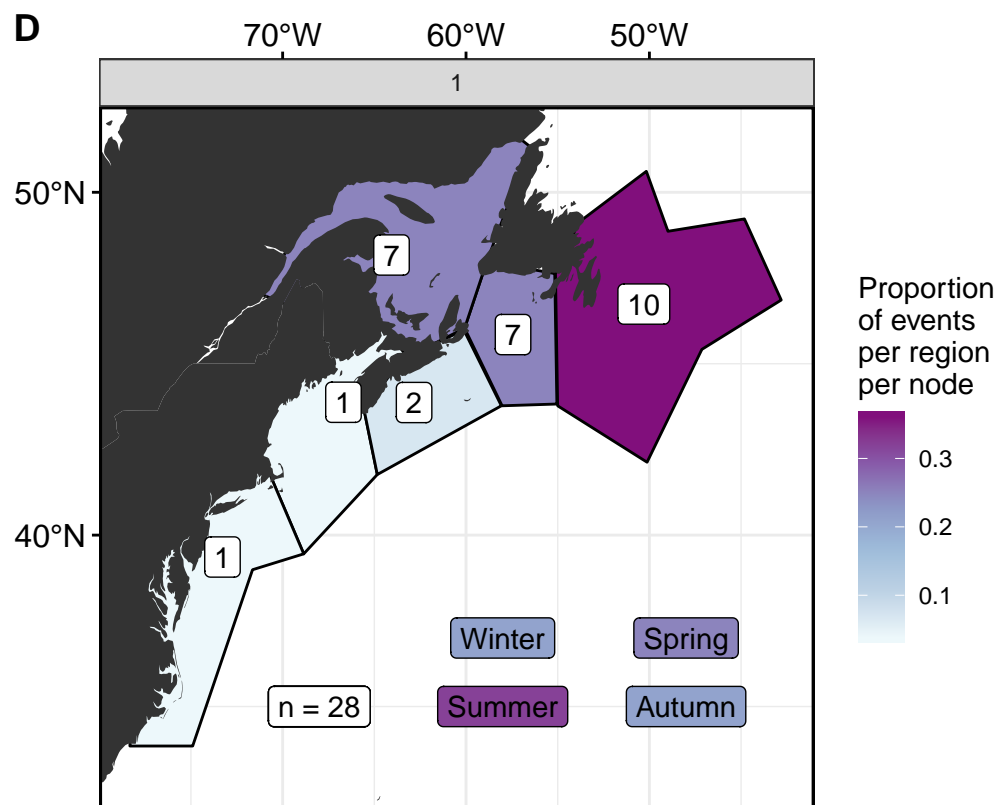 D
70°W 60°W 50°W
1
50°N
7
10
7
1
2
40°N
1
Winter
Spring
n = 28
Summer
Autumn
Proportion
of events
per region
per node
0.3
0.2
0.1